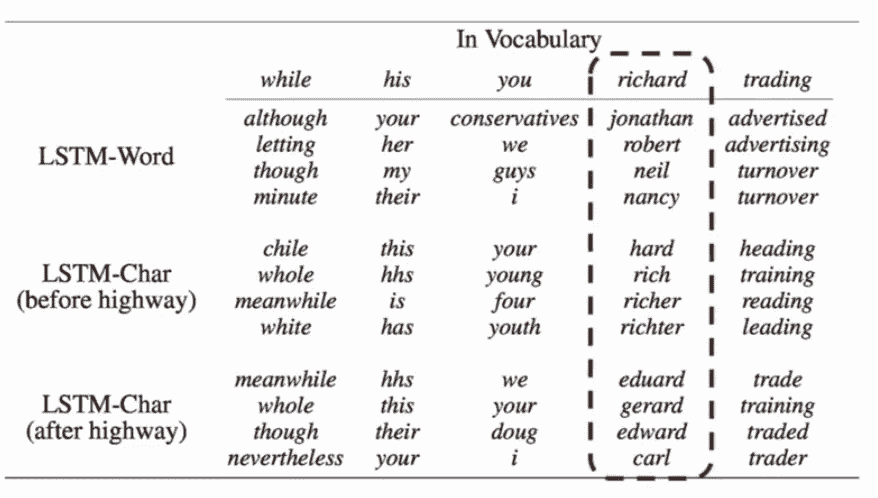 In Vocabulary
while his you richard trading
although your conservatives jonathan advertised
letting her we robert advertising
LSTM-Word
though my guys neil turnover
minute their i nancy turnover
chile this your hard heading
LSTM-Char whole hhs young rich training
(before highway) meanwhile is four richer reading
white has youth richter leading
meanwhile hhs we eduard trade
LSTM-Char whole this your gerard training
(after highway) though their doug edward traded
nevertheless your i carl trader